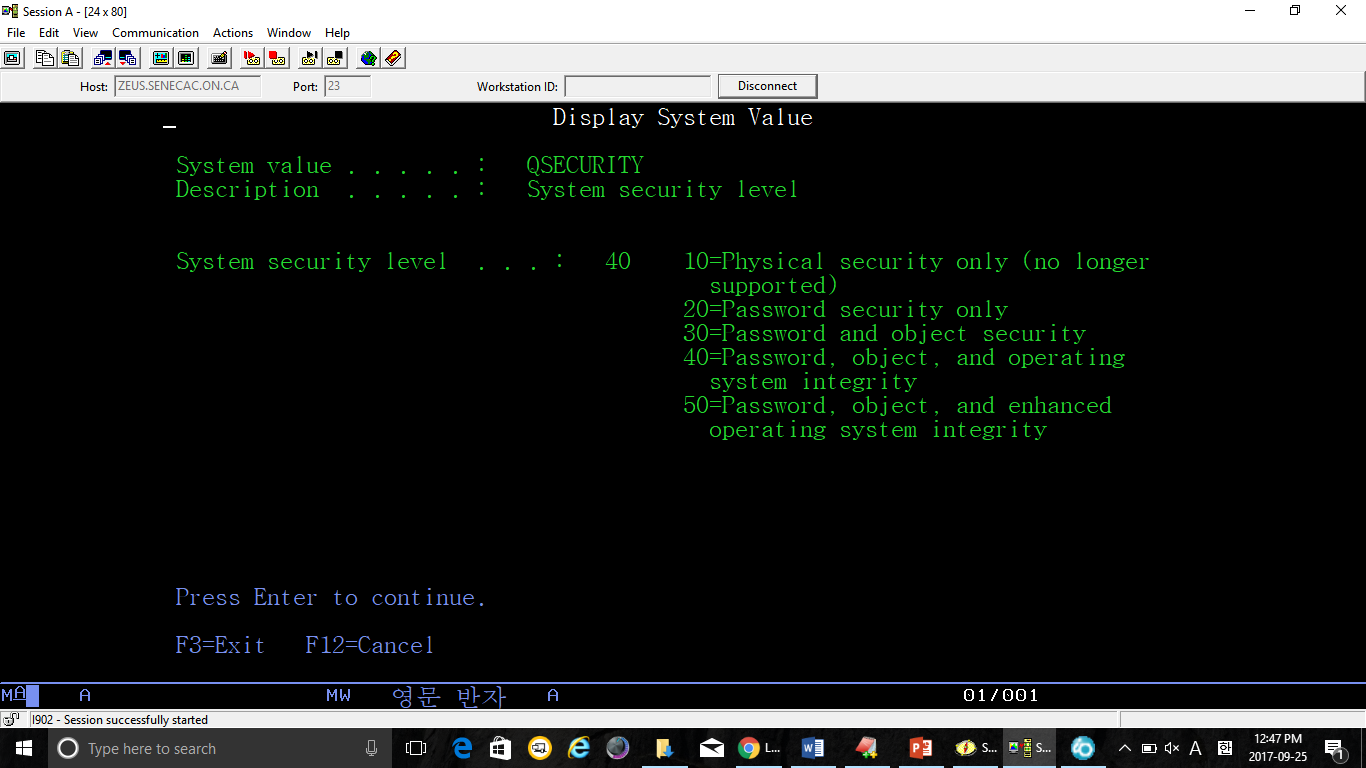 Session A - [24 x 80]
File Edit View Communication Actions Window Help
Host: ZEUS.SENECAC.ON.CA Port: 23 Workstation ID: Disconnect
Display System Value
System value . . . . . : QSECURITY
Description . . . . . : System security level
System security level . . . : 40 10=Physical security only (no longer
supported)
20=Password security only
30=Password and object security
40=Password, object, and operating
system integrity
50=Password, object, and enhanced
operating system integrity
Press Enter to continue.
F3=Exit F12=Cancel
MA A MW 영문 반자 A 01/001
I902 - Session successfully started
Type here to search L... S... S... A 한 12:47 PM
2017-09-25 1